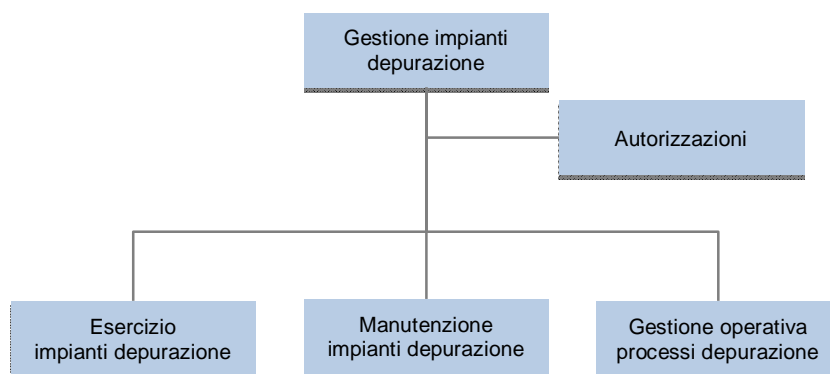 Gestione impianti
depurazione
Autorizzazioni
Esercizio
impianti depurazione
Manutenzione
impianti depurazione
Gestione operativa
processi depurazione